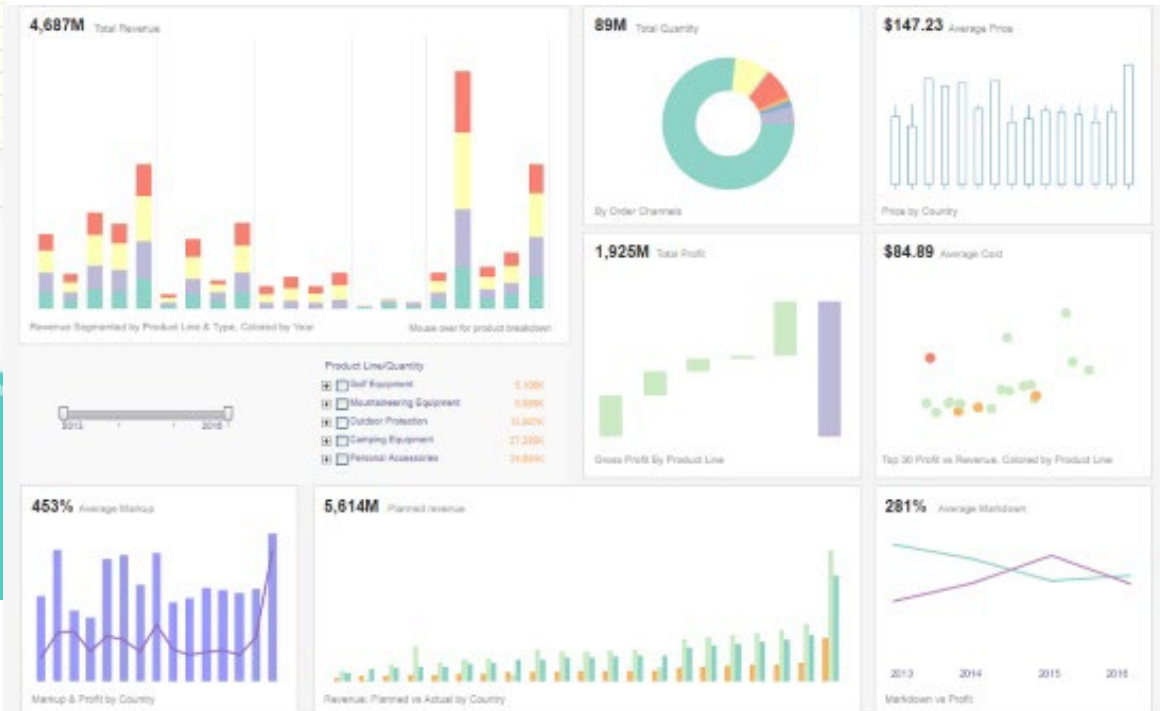 4,687M Total Revenue
Revenue Segmented by Product Line & Type, Colored by Year
Mouse over for product breakdown
89M Total Quantity
By Order Channels
$147.23 Average Price
Price by Country
1,925M Total Profit
Gross Profit By Product Line
$84.89 Average Cost
Top 30 Profit vs Revenue, Colored by Product Line
2013 2016
Product Line/Quantity
Golf Equipment
Mountaineering Equipment
Outdoor Protection
Camping Equipment
Personal Accessories
453% Average Markup
Markup & Profit by Country
5,614M Planned revenue
Revenue: Planned vs Actual by Country
281% Average Markdown
2013 2014 2015 2016
Markdown vs Profit